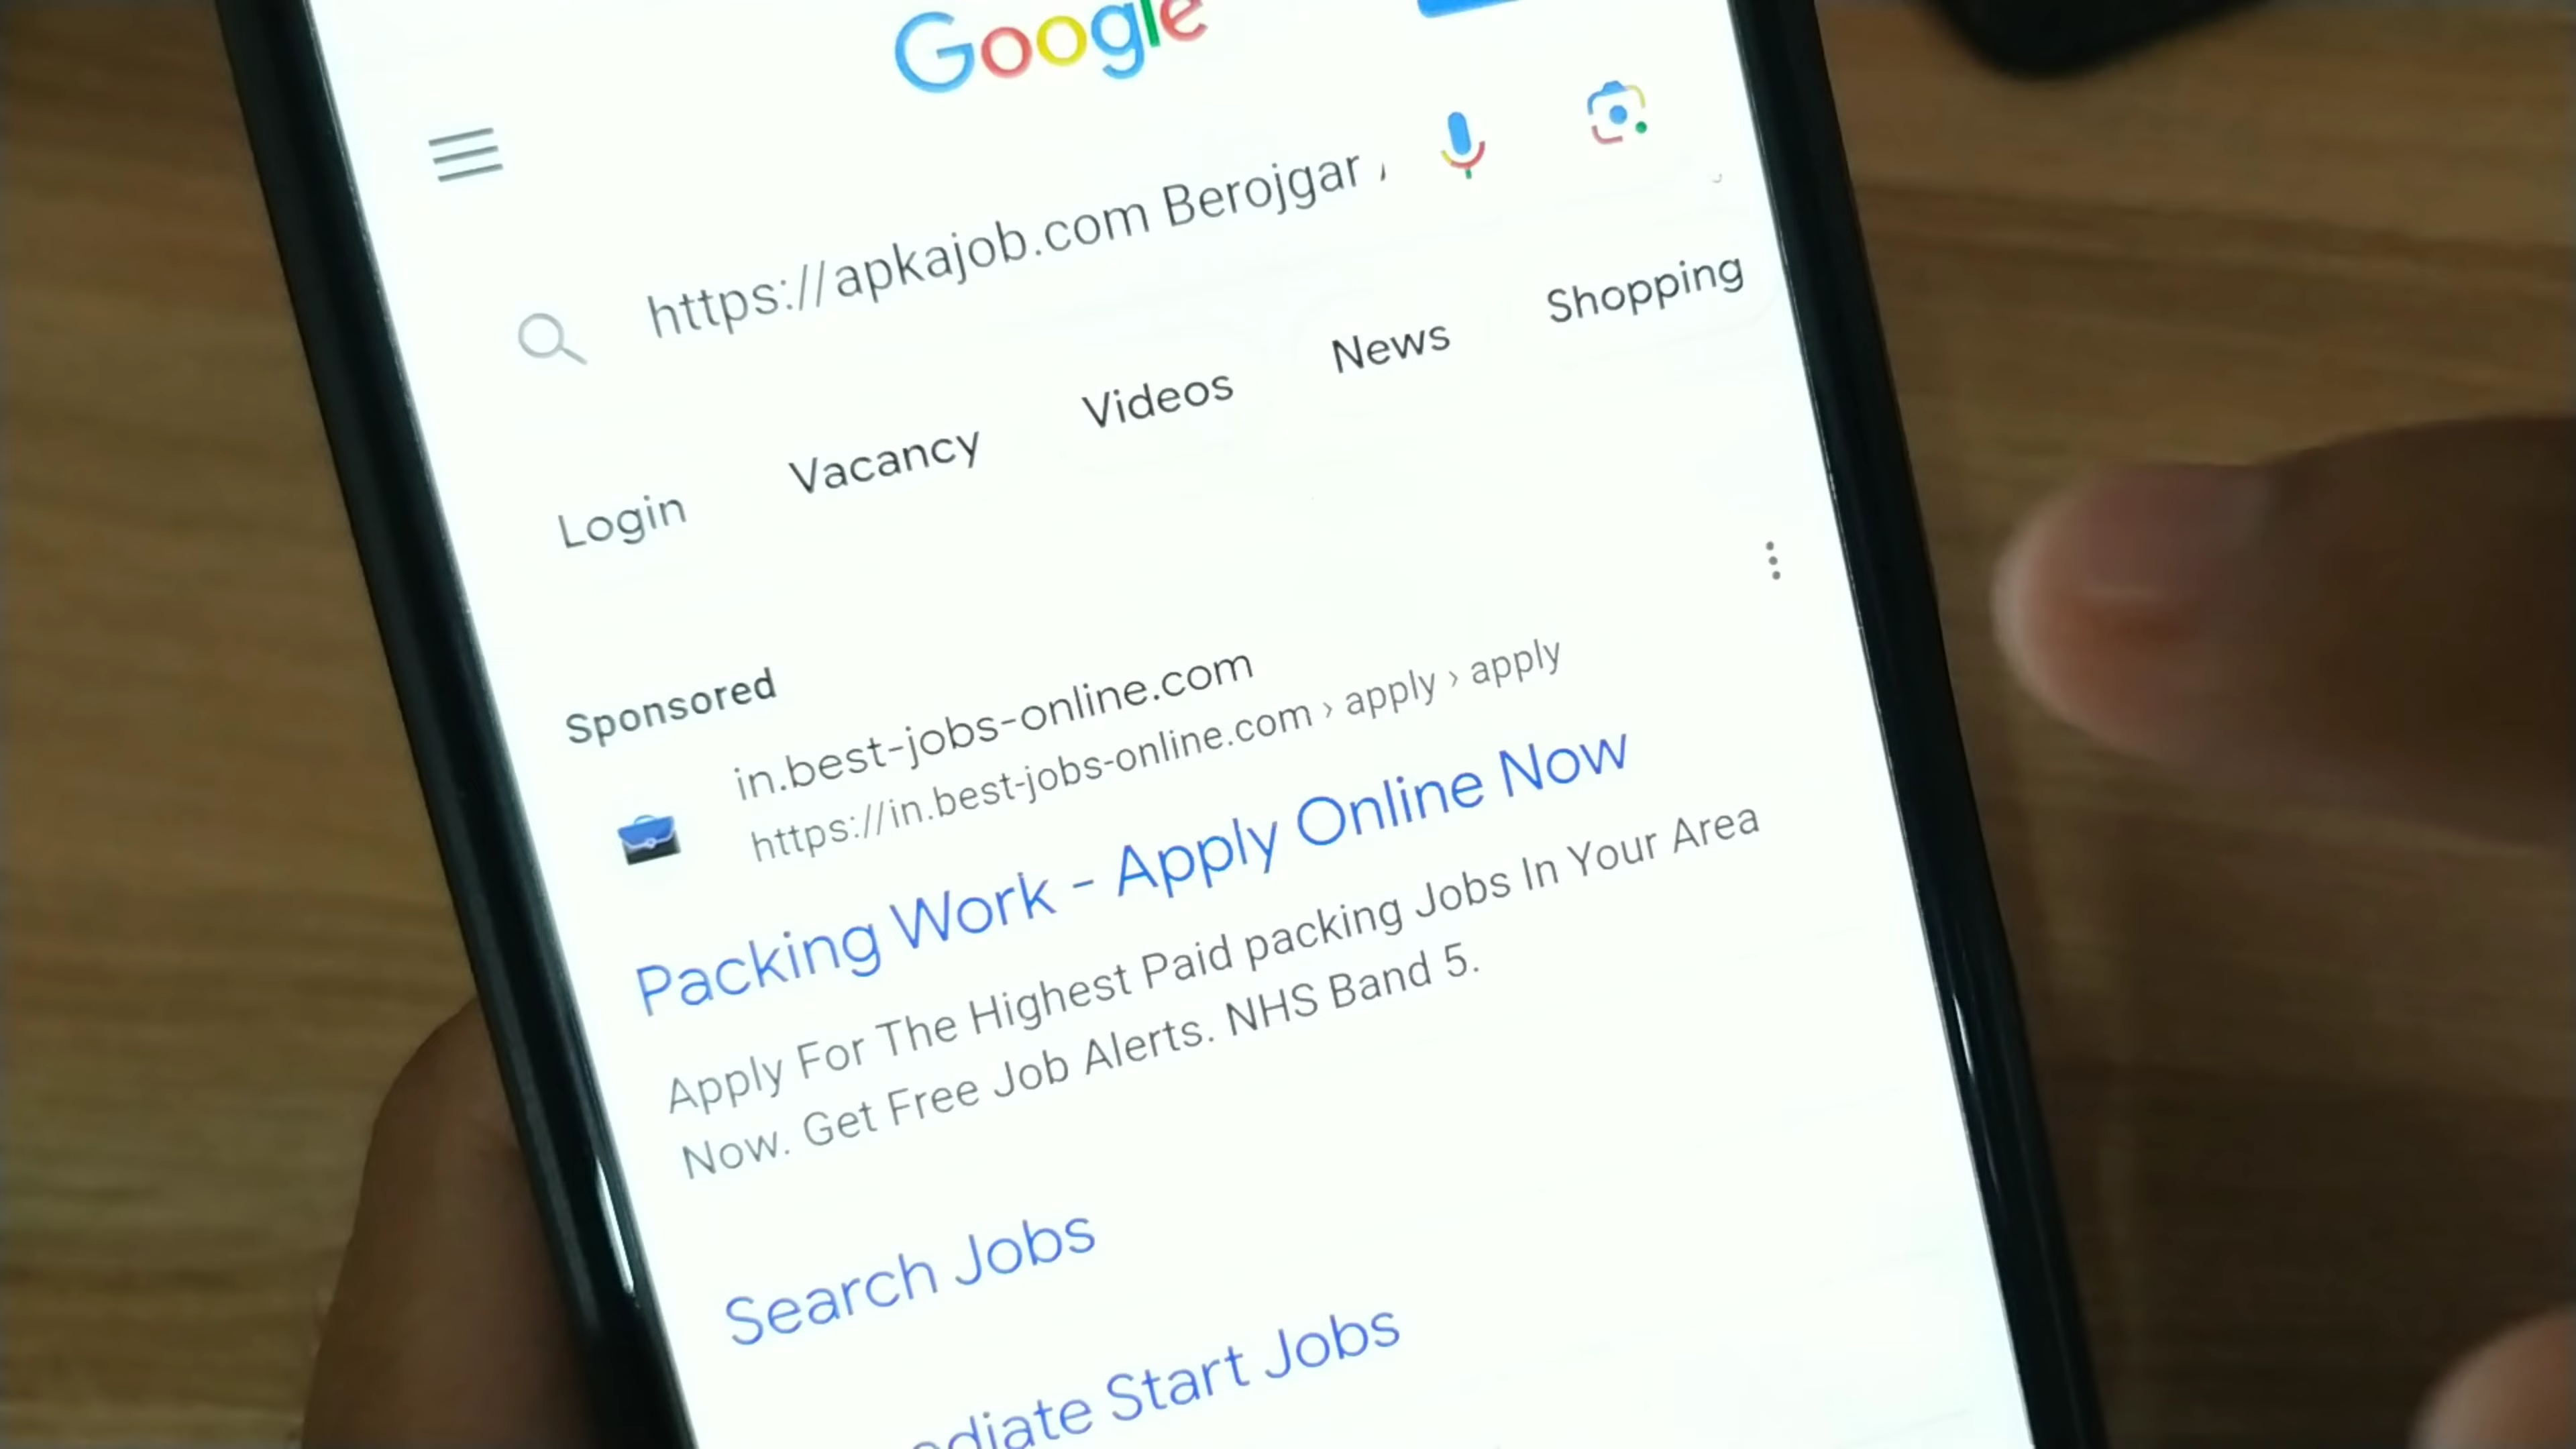 Google
https://apkajob.com Berojgar
Login Vacancy Videos News Shopping
Sponsored
in.best-jobs-online.com
https://in.best-jobs-online.com › apply › apply
Packing Work - Apply Online Now
Apply For The Highest Paid packing Jobs In Your Area
Now. Get Free Job Alerts. NHS Band 5.
Search Jobs
ediate Start Jobs